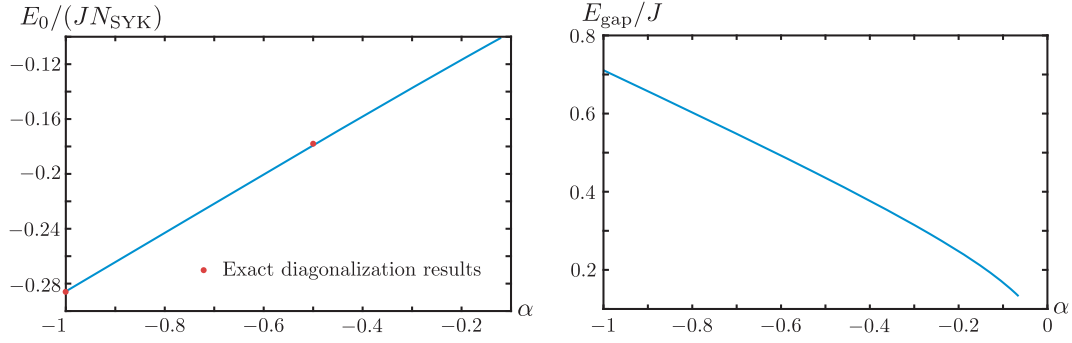 E₀/(JN_SYK)
−0.12
−0.16
−0.2
−0.24
−0.28
Exact diagonalization results
−1 −0.8 −0.6 −0.4 −0.2 α
E_gap/J
0.8
0.6
0.4
0.2
−1 −0.8 −0.6 −0.4 −0.2 0 α